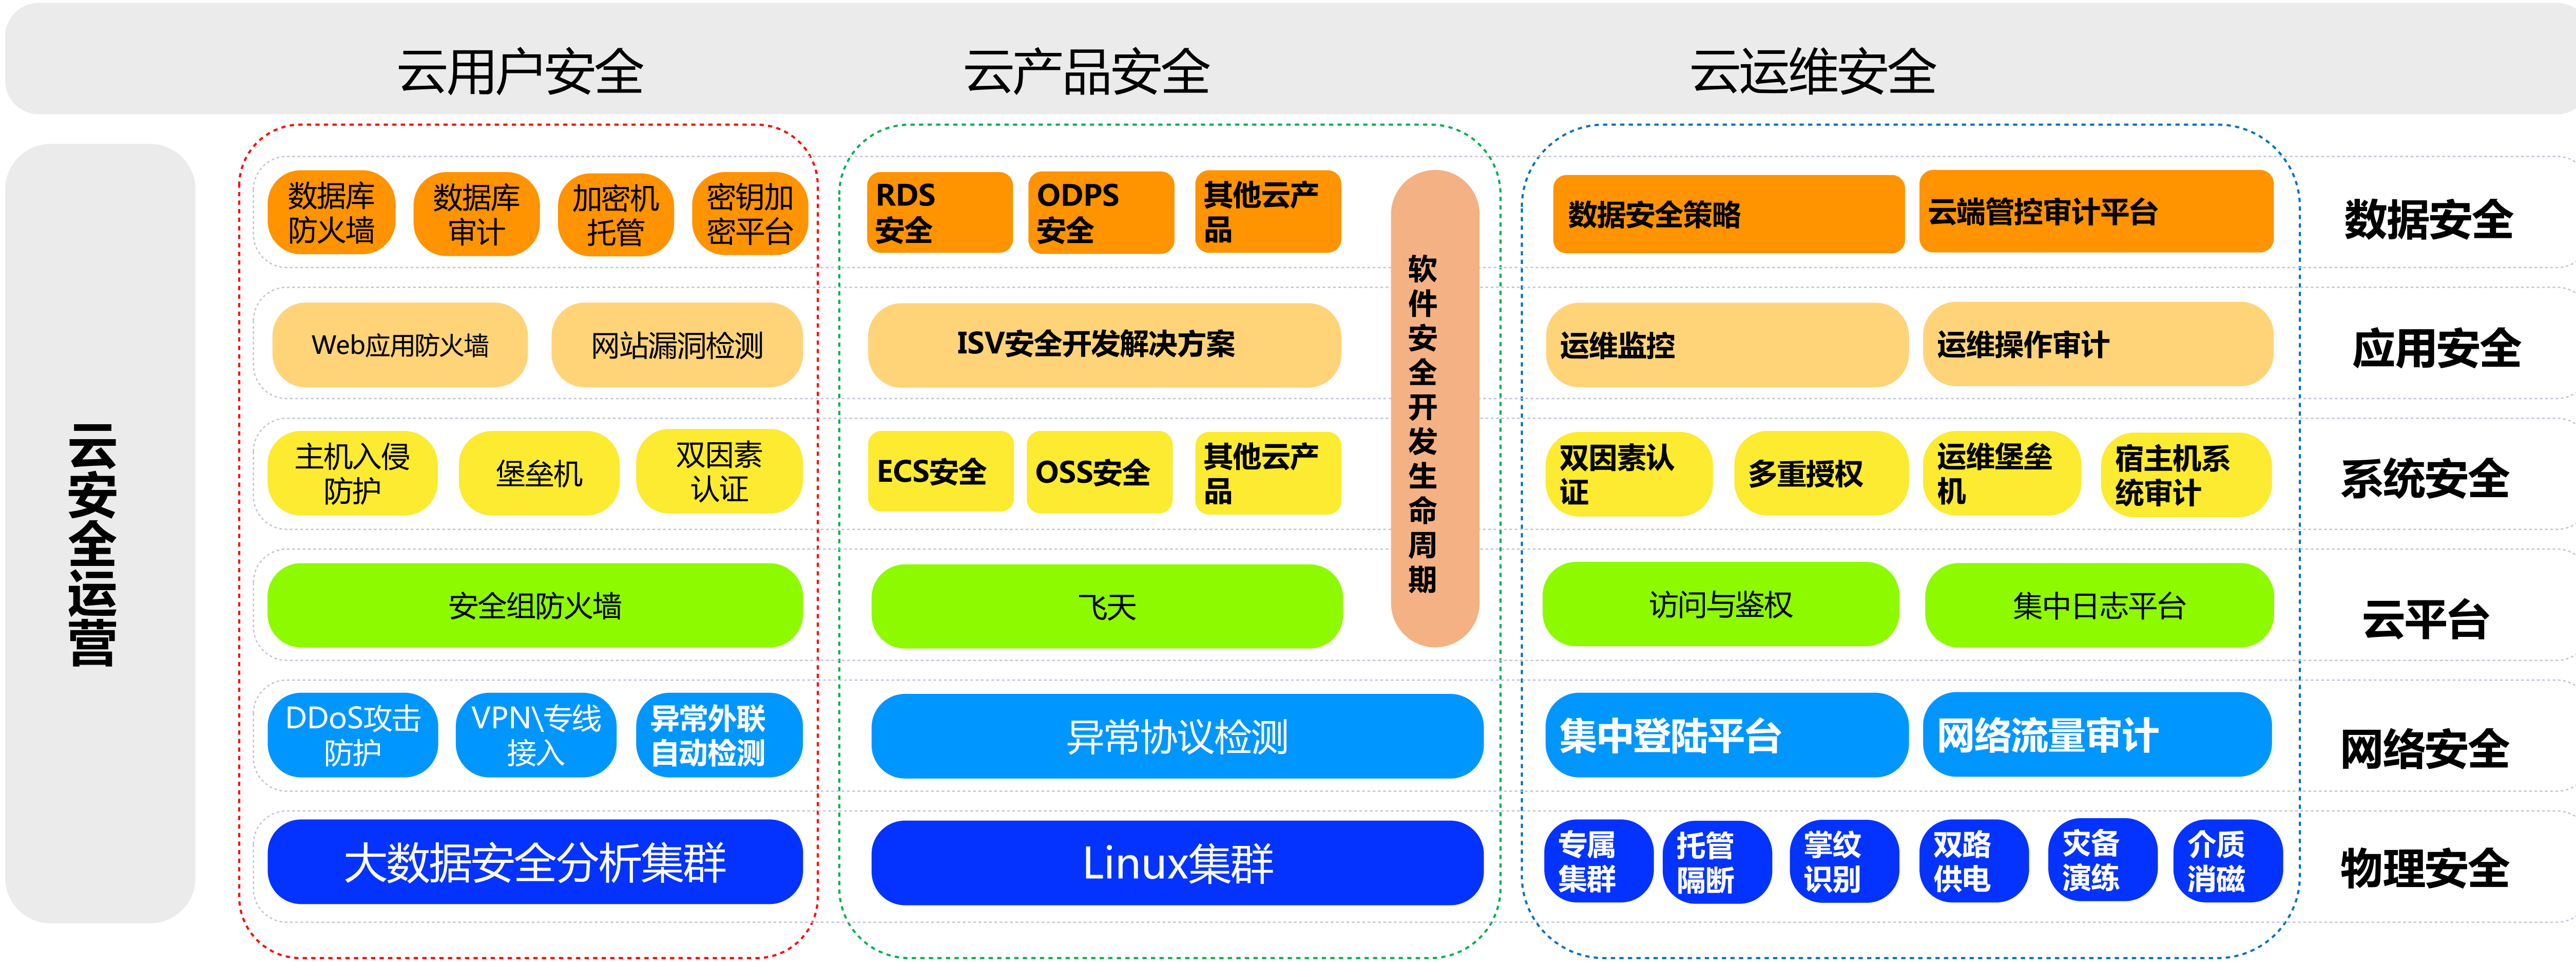 云用户安全
云产品安全
云运维安全
云安全运营
数据库
防火墙
数据库
审计
加密机
托管
密钥加
密平台
RDS
安全
ODPS
安全
其他云产
品
软件安全开发生命周期
数据安全策略
云端管控审计平台
数据安全
Web应用防火墙
网站漏洞检测
ISV安全开发解决方案
运维监控
运维操作审计
应用安全
主机入侵
防护
堡垒机
双因素
认证
ECS安全
OSS安全
其他云产
品
双因素认
证
多重授权
运维堡垒
机
宿主机系
统审计
系统安全
安全组防火墙
飞天
访问与鉴权
集中日志平台
云平台
DDoS攻击
防护
VPN\专线
接入
异常外联
自动检测
异常协议检测
集中登陆平台
网络流量审计
网络安全
大数据安全分析集群
Linux集群
专属
集群
托管
隔断
掌纹
识别
双路
供电
灾备
演练
介质
消磁
物理安全